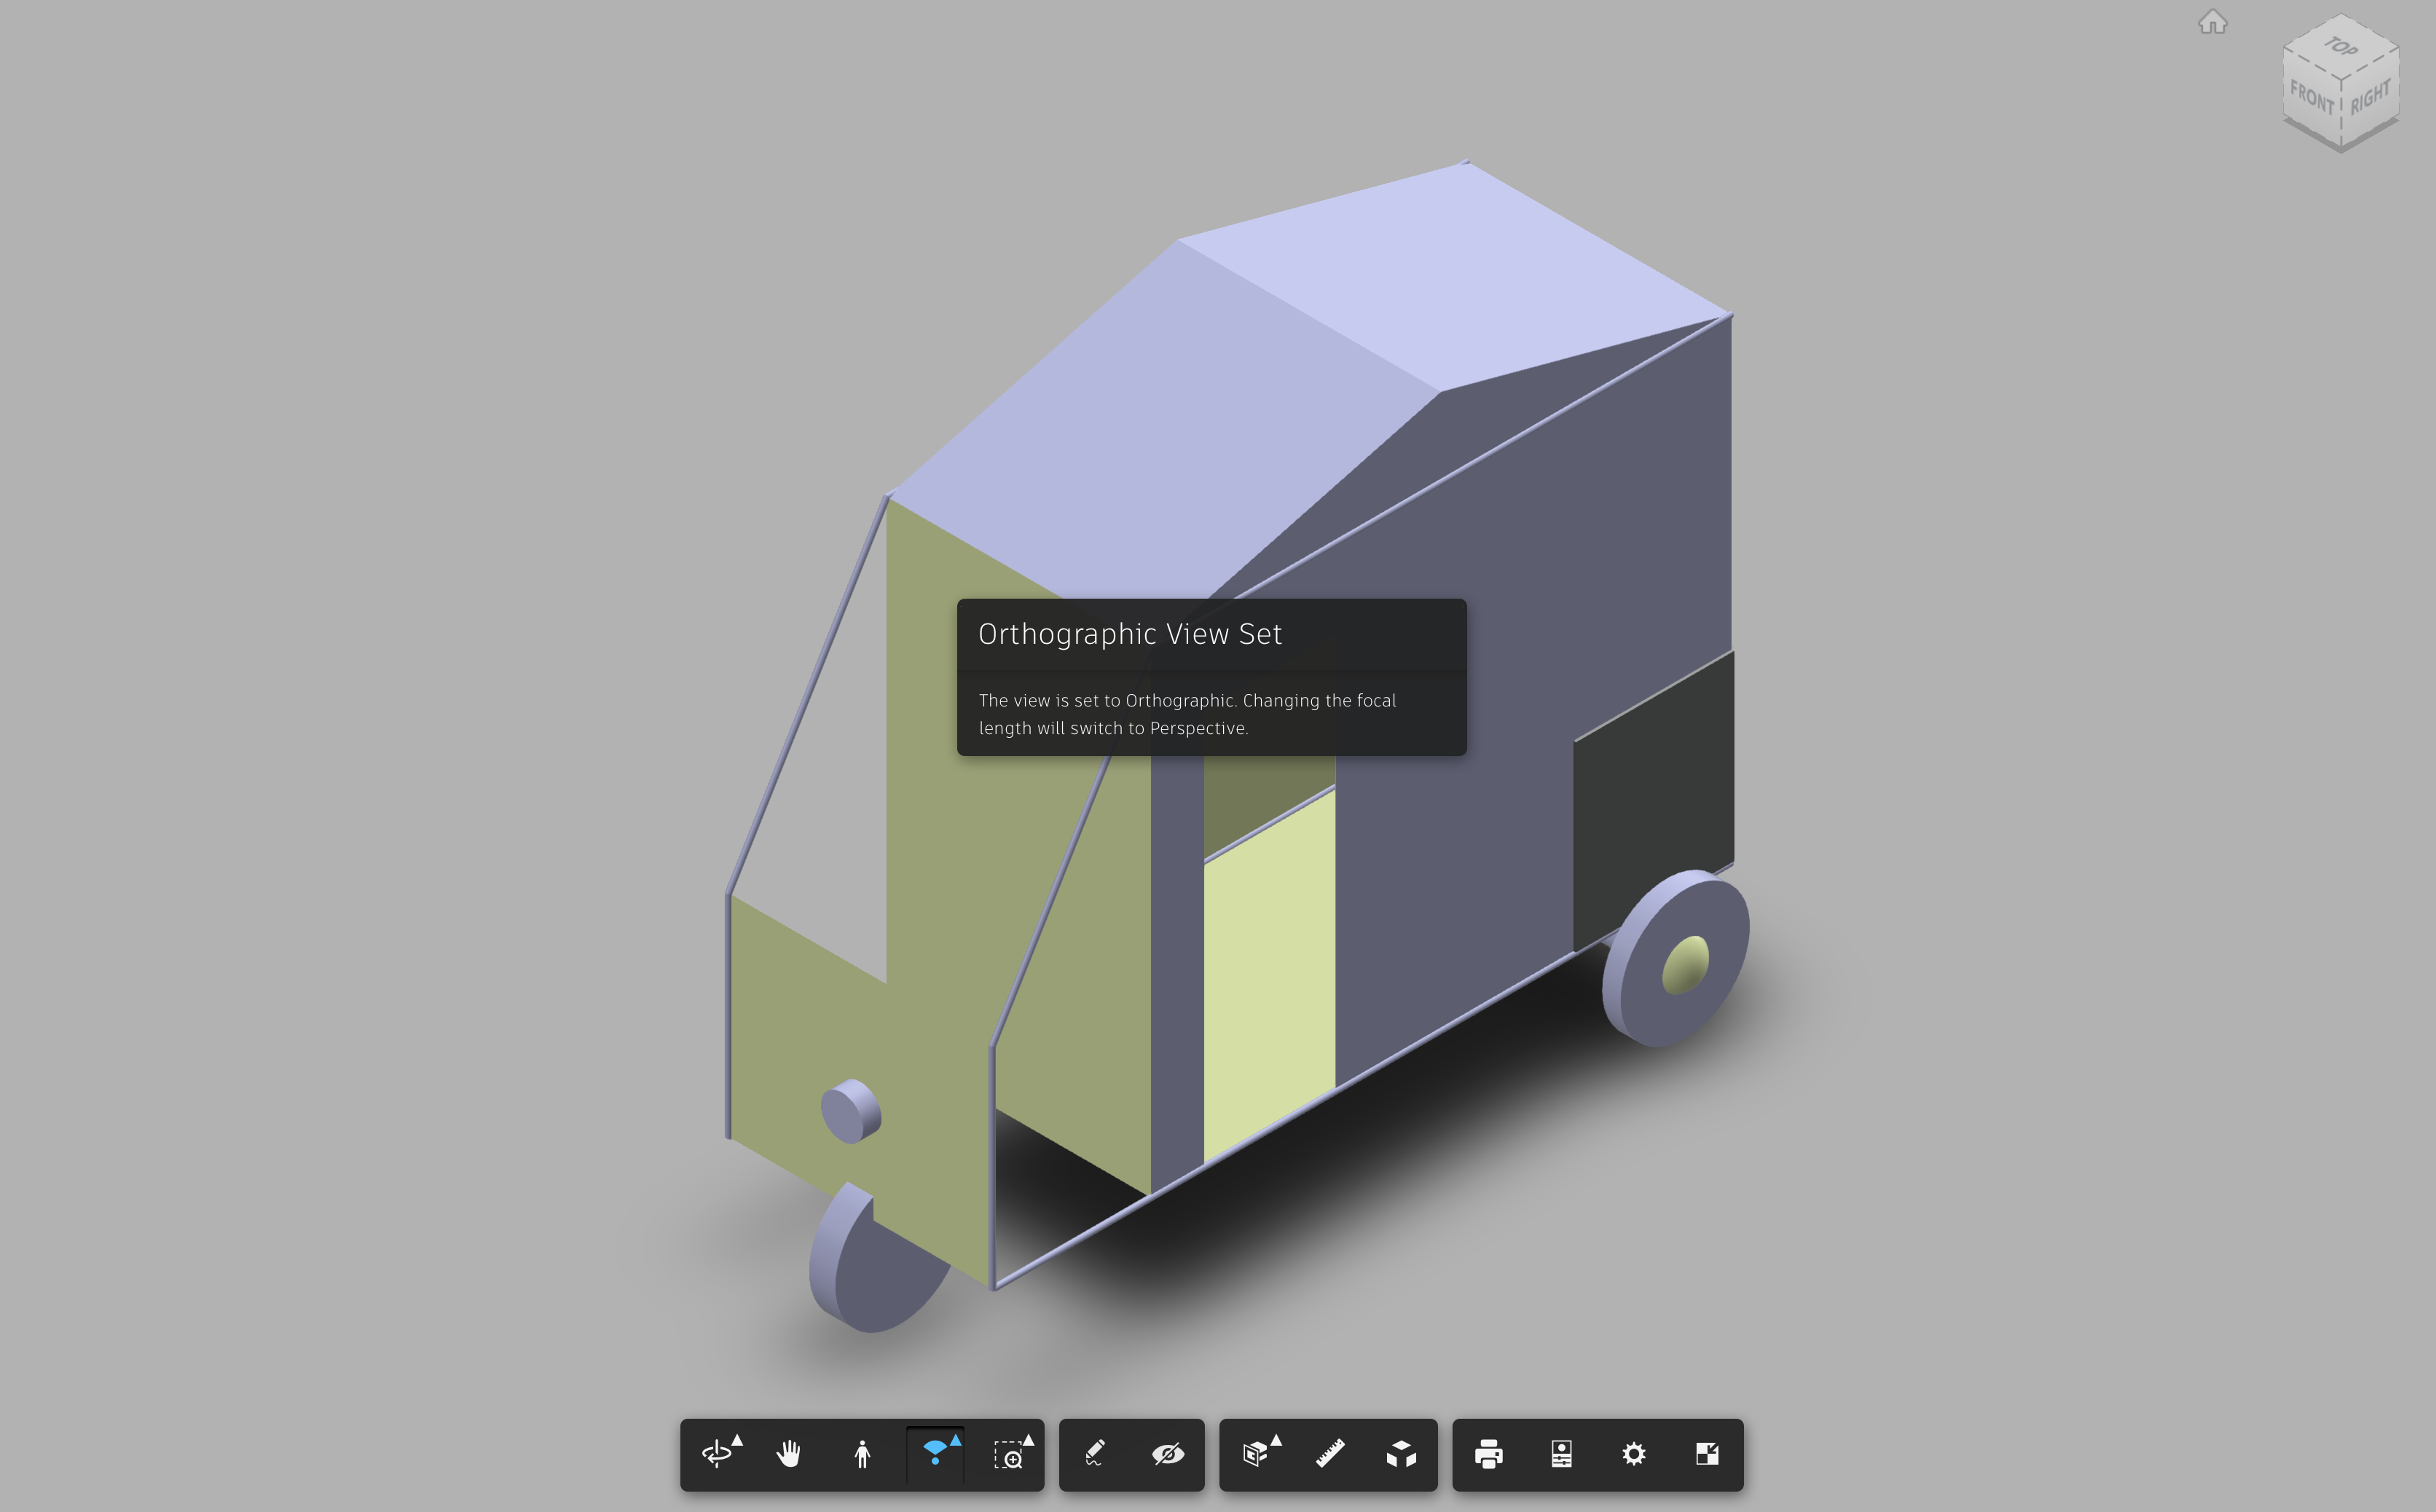 TOP
FRONT
RIGHT
Orthographic View Set
The view is set to Orthographic. Changing the focal
length will switch to Perspective.